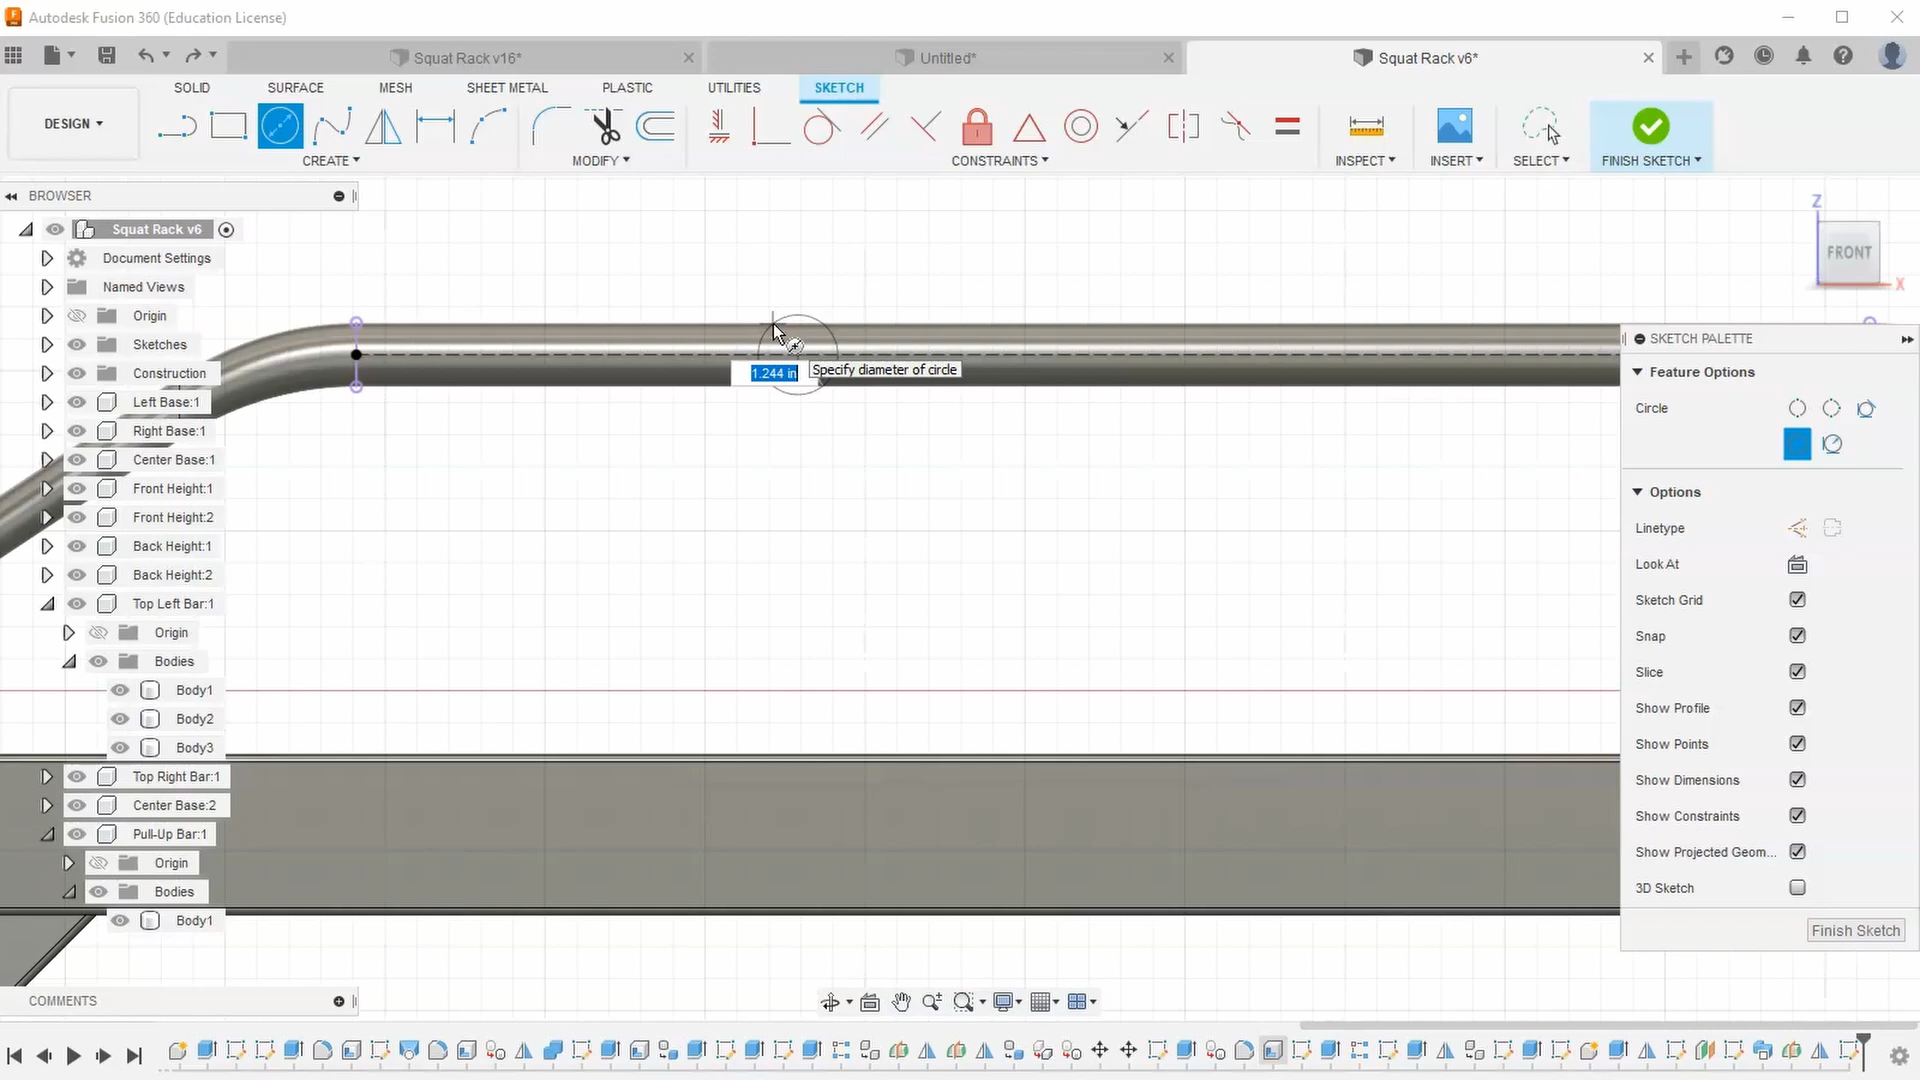 Autodesk Fusion 360 (Education License)
Squat Rack v16*
Untitled*
Squat Rack v6*
DESIGN
SOLID
SURFACE
MESH
SHEET METAL
PLASTIC
UTILITIES
SKETCH
CREATE
MODIFY
CONSTRAINTS
INSPECT
INSERT
SELECT
FINISH SKETCH
BROWSER
Squat Rack v6
Document Settings
Named Views
Origin
Sketches
Construction
Left Base:1
Right Base:1
Center Base:1
Front Height:1
Front Height:2
Back Height:1
Back Height:2
Top Left Bar:1
Origin
Bodies
Body1
Body2
Body3
Top Right Bar:1
Center Base:2
Pull-Up Bar:1
Origin
Bodies
Body1
COMMENTS
1.244 in
Specify diameter of circle
Z
FRONT
X
SKETCH PALETTE
Feature Options
Circle
Options
Linetype
Look At
Sketch Grid
Snap
Slice
Show Profile
Show Points
Show Dimensions
Show Constraints
Show Projected Geom...
3D Sketch
Finish Sketch